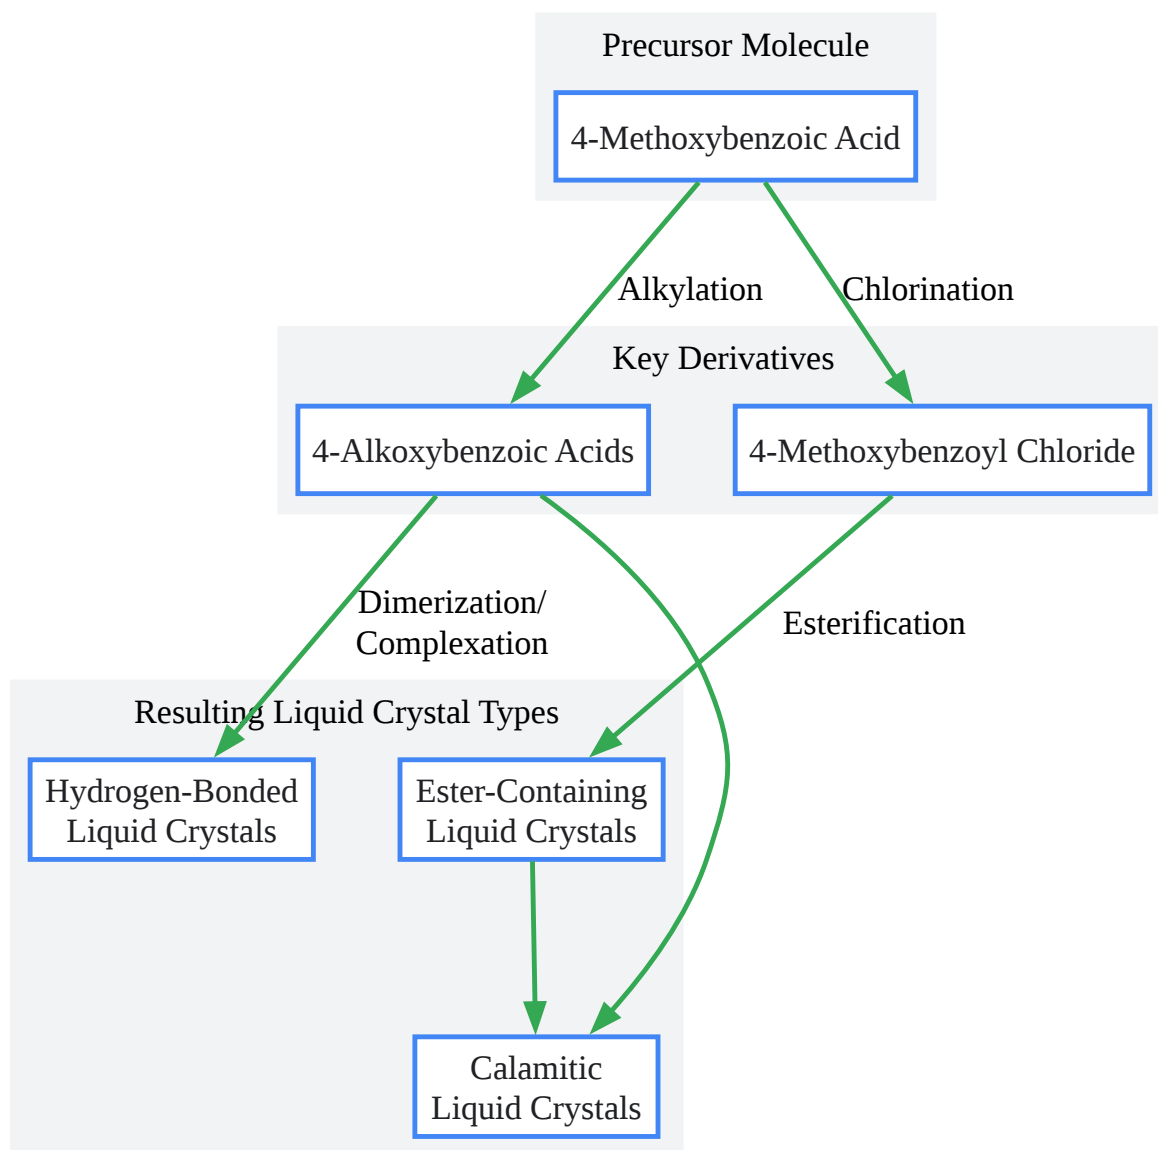 Precursor Molecule
4-Methoxybenzoic Acid
Alkylation
Chlorination
Key Derivatives
4-Alkoxybenzoic Acids
4-Methoxybenzoyl Chloride
Dimerization/
Complexation
Esterification
Resulting Liquid Crystal Types
Hydrogen-Bonded
Liquid Crystals
Ester-Containing
Liquid Crystals
Calamitic
Liquid Crystals